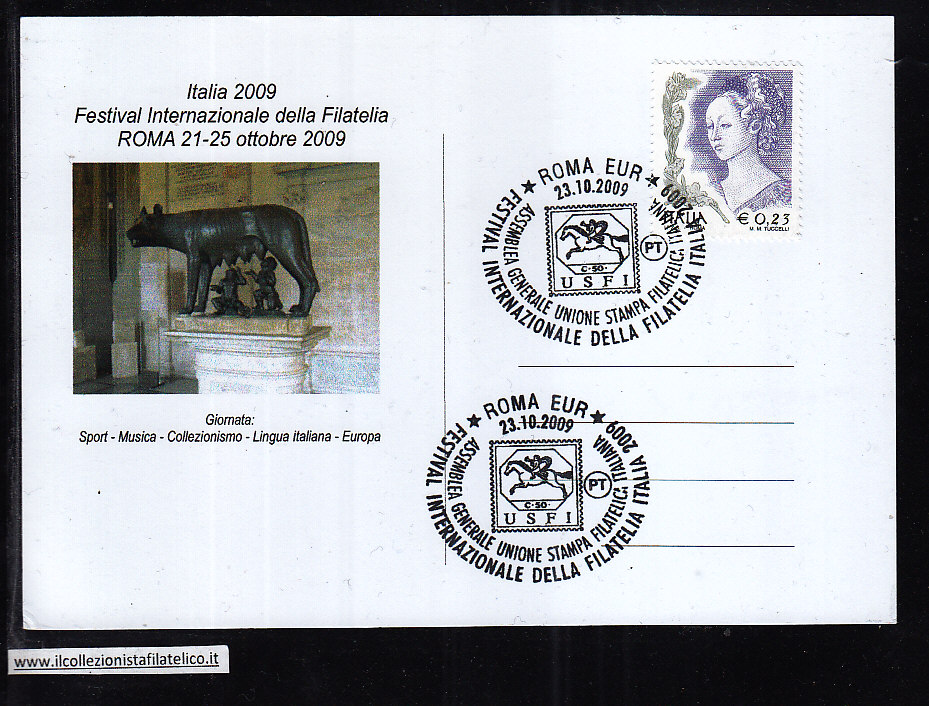 Italia 2009
Festival Internazionale della Filatelia
ROMA 21-25 ottobre 2009
Giornata:
Sport - Musica - Collezionismo - Lingua italiana - Europa
ITALIA € 0,23
M. M. TUCCELLI
★ ROMA EUR ★
23.10.2009
ASSEMBLEA GENERALE UNIONE STAMPA FILATELICA ITALIANA
FESTIVAL INTERNAZIONALE DELLA FILATELIA ITALIA 2009
PT
C·50·
USFI
★ ROMA EUR ★
23.10.2009
ASSEMBLEA GENERALE UNIONE STAMPA FILATELICA ITALIANA
FESTIVAL INTERNAZIONALE DELLA FILATELIA ITALIA 2009
PT
C·50·
USFI
www.ilcollezionistafilatelico.it